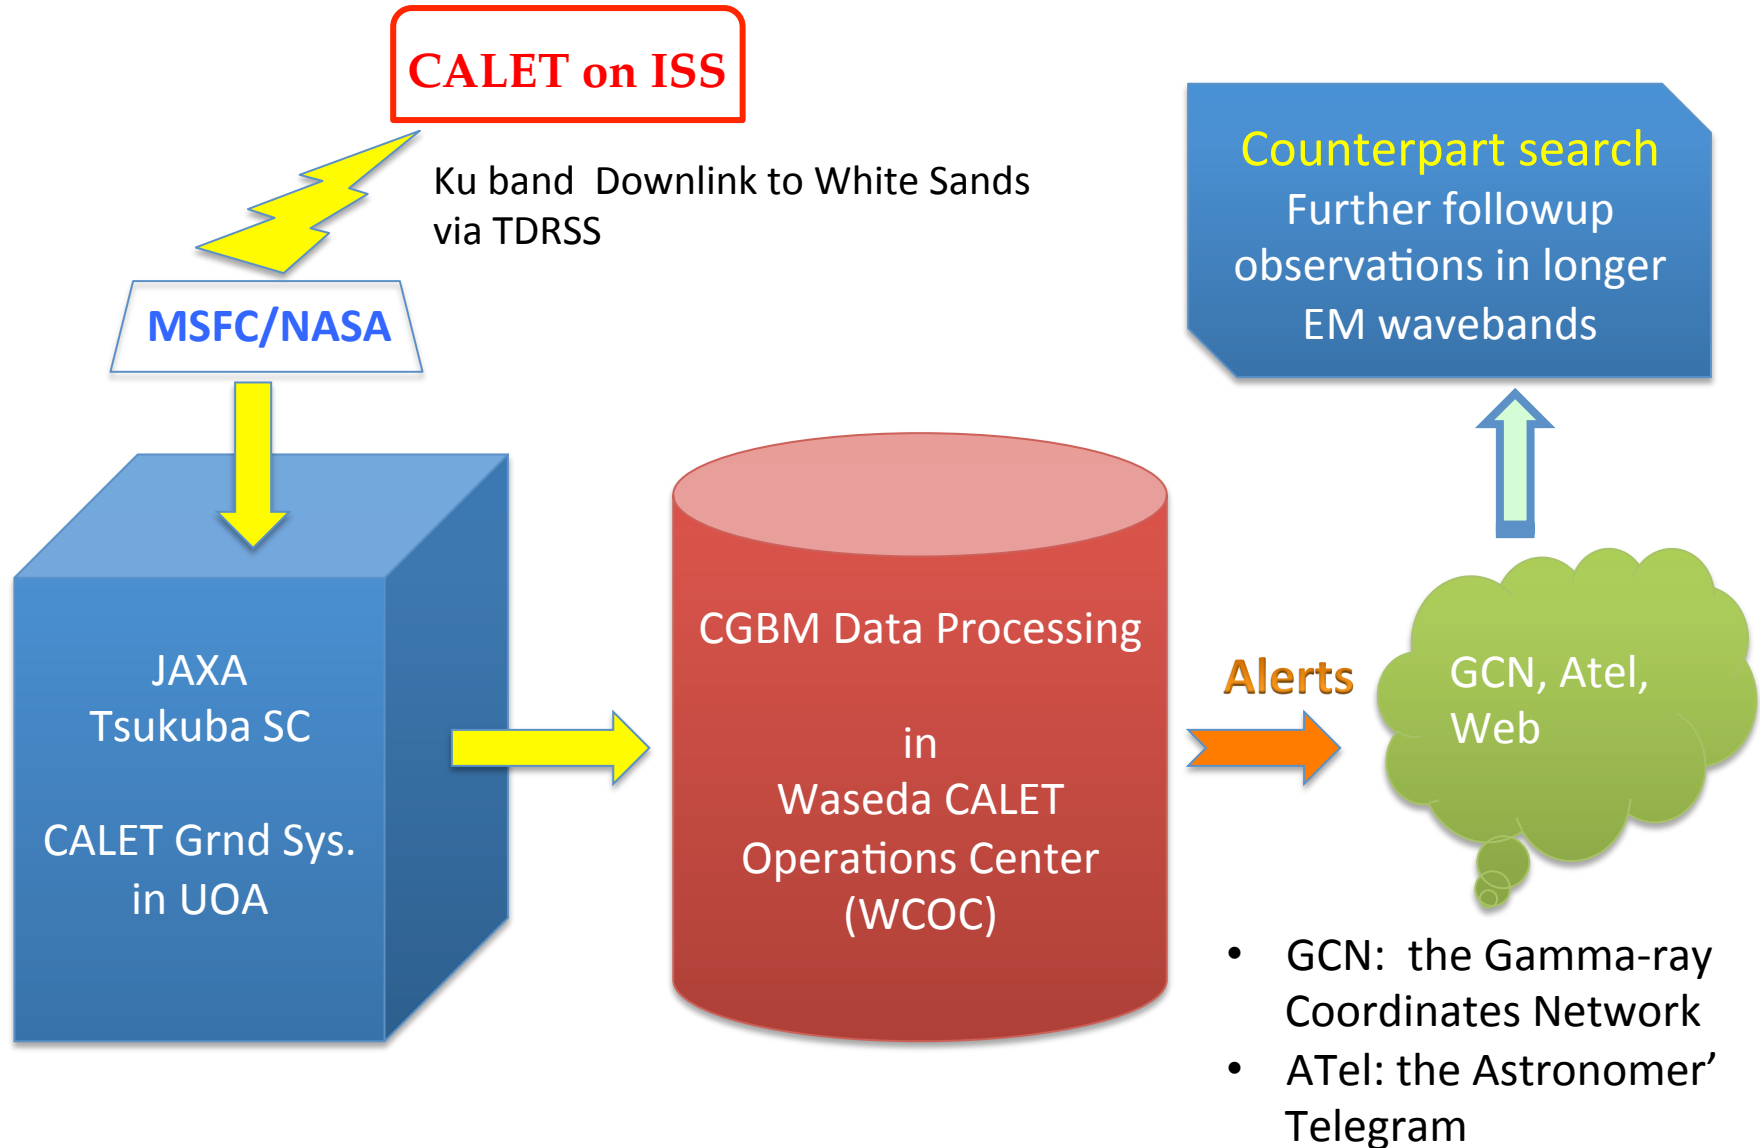 CALET on ISS
Ku band  Downlink to White Sands
via TDRSS
MSFC/NASA
JAXA
Tsukuba SC
CALET Grnd Sys.
in UOA
CGBM Data Processing
in
Waseda CALET
Operations Center
(WCOC)
Alerts
GCN, Atel,
Web
Counterpart search
Further followup
observations in longer
EM wavebands
• GCN:  the Gamma-ray
Coordinates Network
• ATel: the Astronomer’
Telegram